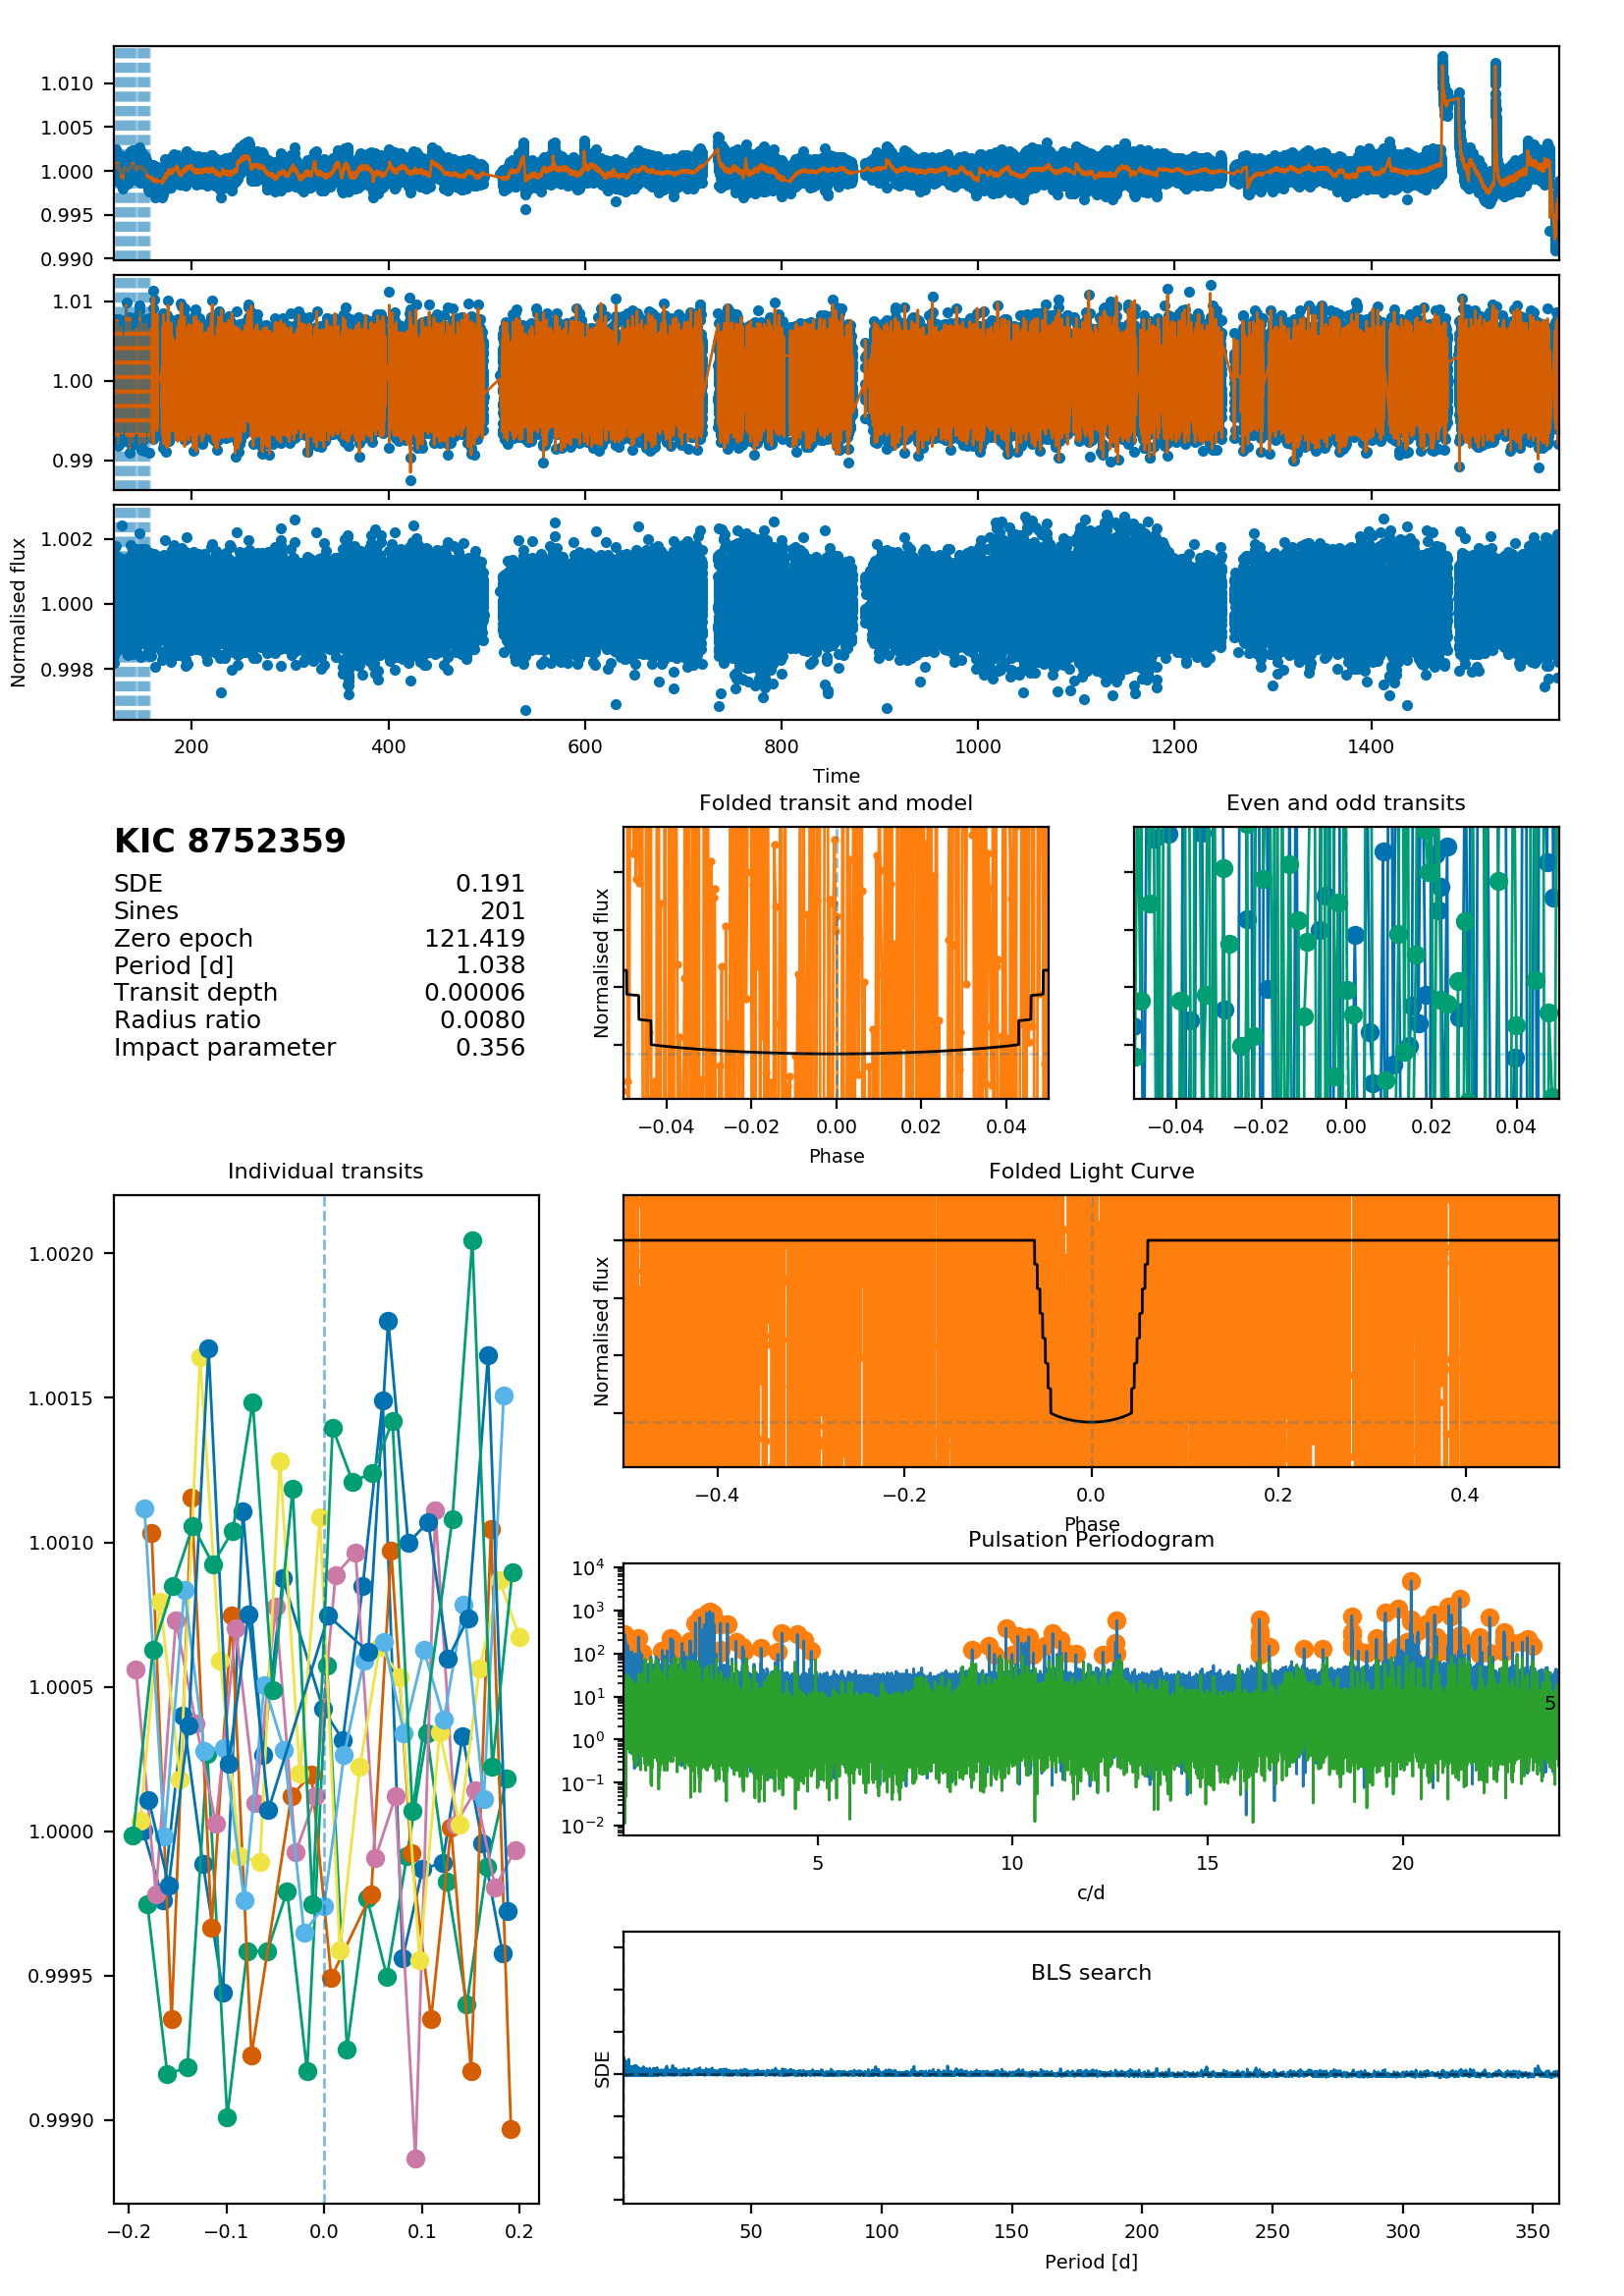 1.010
1.005
1.000
0.995
0.990
1.01
1.00
0.99
Normalised flux
1.002
1.000
0.998
200 400 600 800 1000 1200 1400
Time
KIC 8752359
SDE 0.191
Sines 201
Zero epoch 121.419
Period [d] 1.038
Transit depth 0.00006
Radius ratio 0.0080
Impact parameter 0.356
Folded transit and model
Normalised flux
−0.04 −0.02 0.00 0.02 0.04
Phase
Even and odd transits
−0.04 −0.02 0.00 0.02 0.04
Individual transits
1.0020
1.0015
1.0010
1.0005
1.0000
0.9995
0.9990
−0.2 −0.1 0.0 0.1 0.2
Folded Light Curve
Normalised flux
−0.4 −0.2 0.0 0.2 0.4
Phase
Pulsation Periodogram
10⁴
10³
10²
10¹
10⁰
10⁻¹
10⁻²
5
5 10 15 20
c/d
BLS search
SDE
50 100 150 200 250 300 350
Period [d]